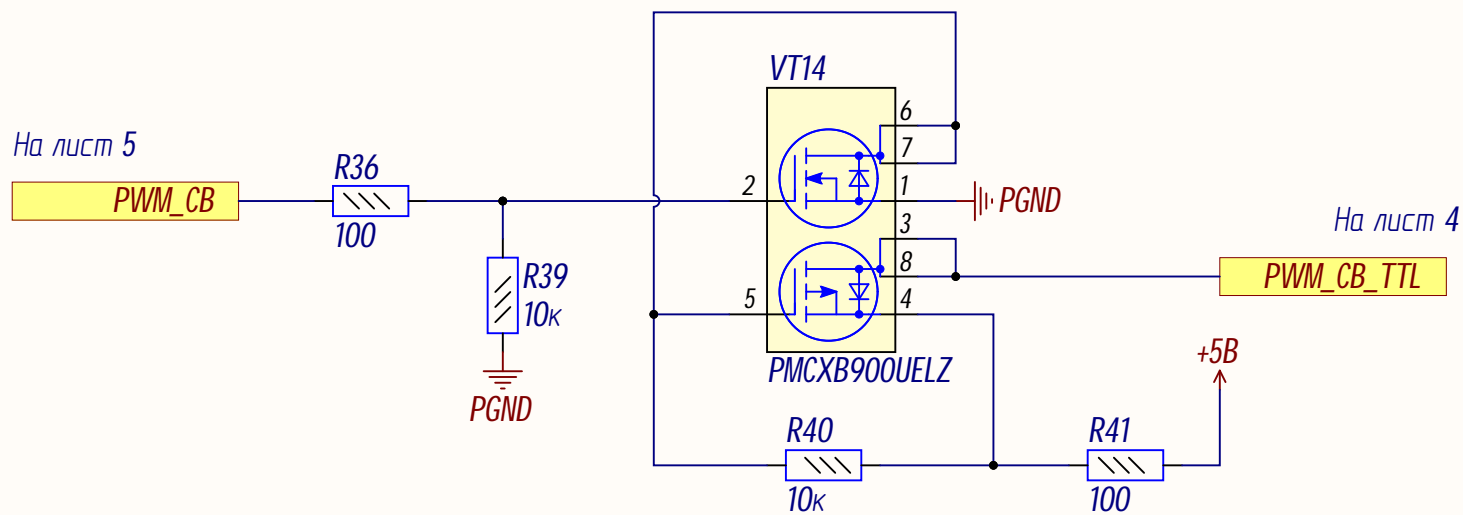 VT14
6
На лист 5
7
R36
PWM_CB
2
1
PGND
100
3
На лист 4
R39
8
PWM_CB_TTL
10к
5
4
+5В
PMCXB900UELZ
PGND
R40
R41
10к
100